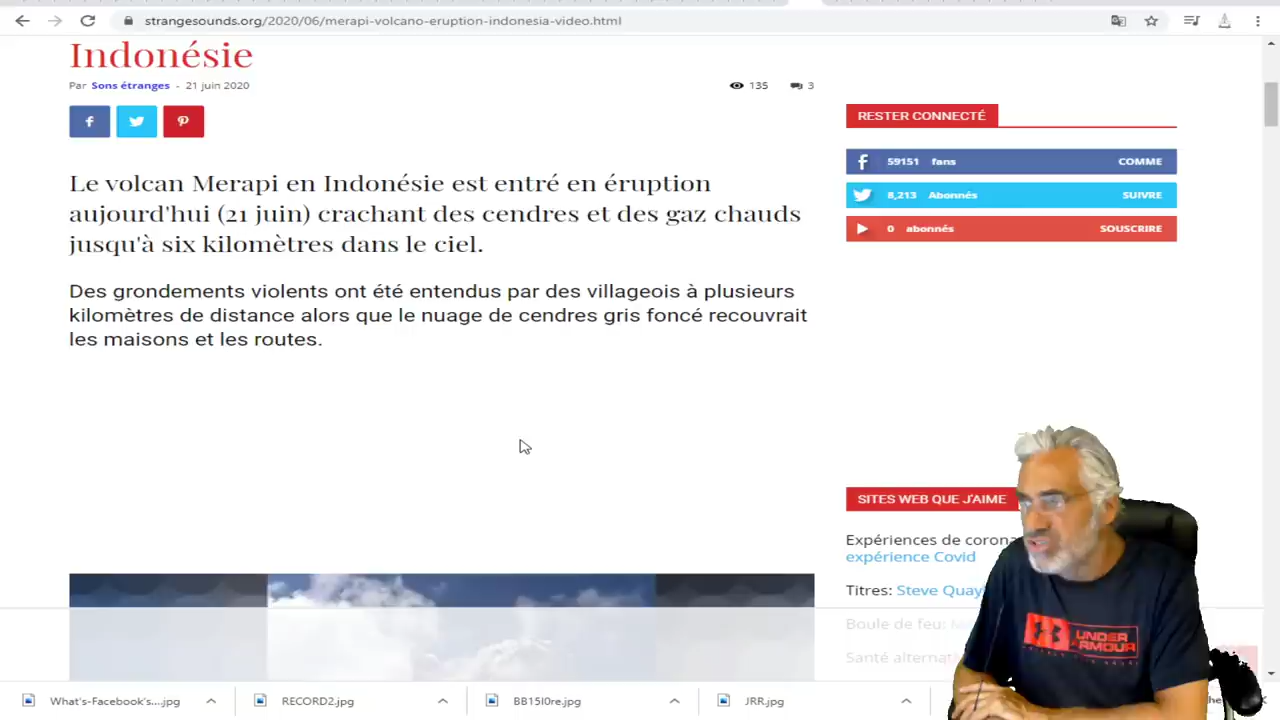 strangesounds.org/2020/06/merapi-volcano-eruption-indonesia-video.html
Indonésie
Par Sons étranges - 21 juin 2020
135
3
Le volcan Merapi en Indonésie est entré en éruption
aujourd'hui (21 juin) crachant des cendres et des gaz chauds
jusqu'à six kilomètres dans le ciel.
Des grondements violents ont été entendus par des villageois à plusieurs
kilomètres de distance alors que le nuage de cendres gris foncé recouvrait
les maisons et les routes.
RESTER CONNECTÉ
59151 fans COMME
8,213 Abonnés SUIVRE
0 abonnés SOUSCRIRE
SITES WEB QUE J'AIME
Expériences de corona
expérience Covid
Titres: Steve Quay
Boule de feu:
Santé alternat
UNDER
ARMOUR
What's-Facebook's....jpg
RECORD2.jpg
BB15I0re.jpg
JRR.jpg